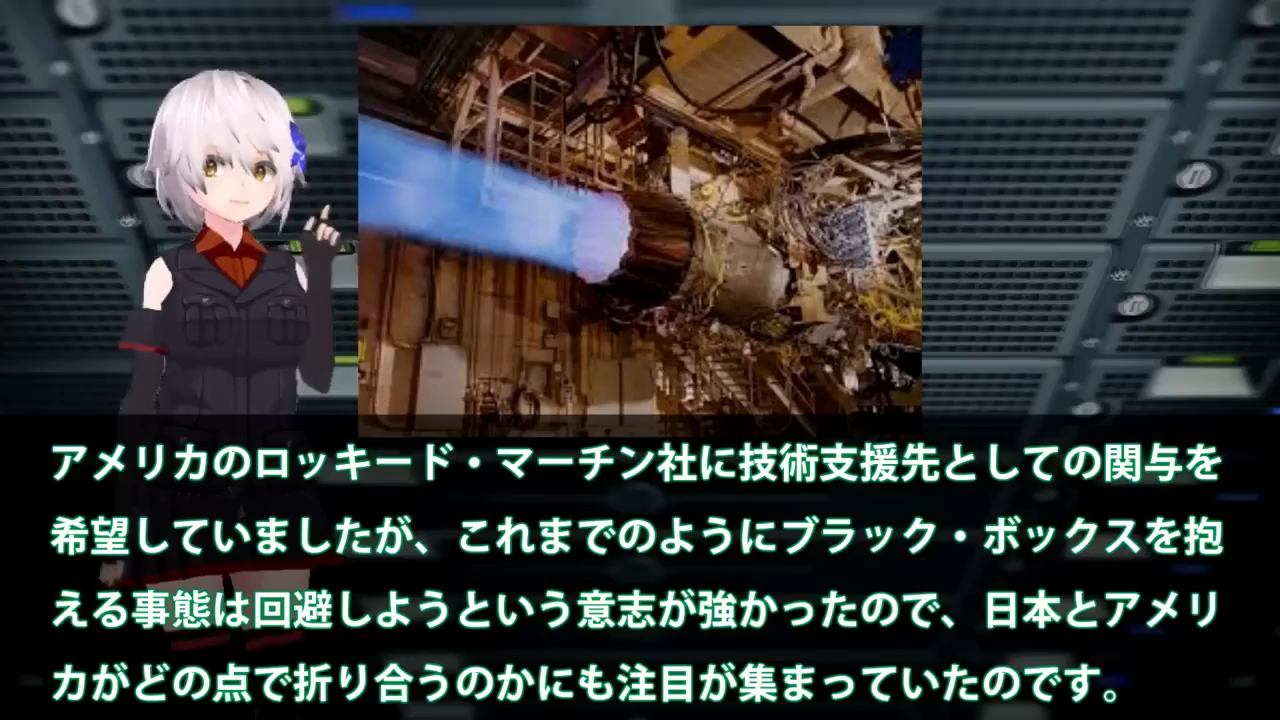 アメリカのロッキード・マーチン社に技術支援先としての関与を
希望していましたが、これまでのようにブラック・ボックスを抱
える事態は回避しようという意志が強かったので、日本とアメリ
カがどの点で折り合うのかにも注目が集まっていたのです。